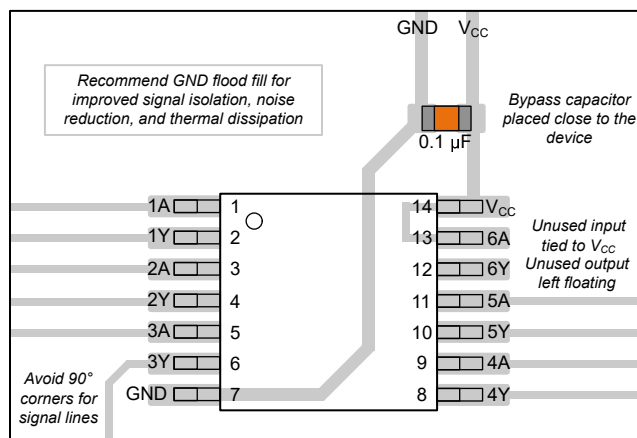 GND VCC
Recommend GND flood fill for
improved signal isolation, noise
reduction, and thermal dissipation
Bypass capacitor
placed close to the
device
0.1 µF
1A 1 14 VCC
1Y 2 13 6A
2A 3 12 6Y
2Y 4 11 5A
3A 5 10 5Y
3Y 6 9 4A
GND 7 8 4Y
Unused input
tied to VCC
Unused output
left floating
Avoid 90°
corners for
signal lines